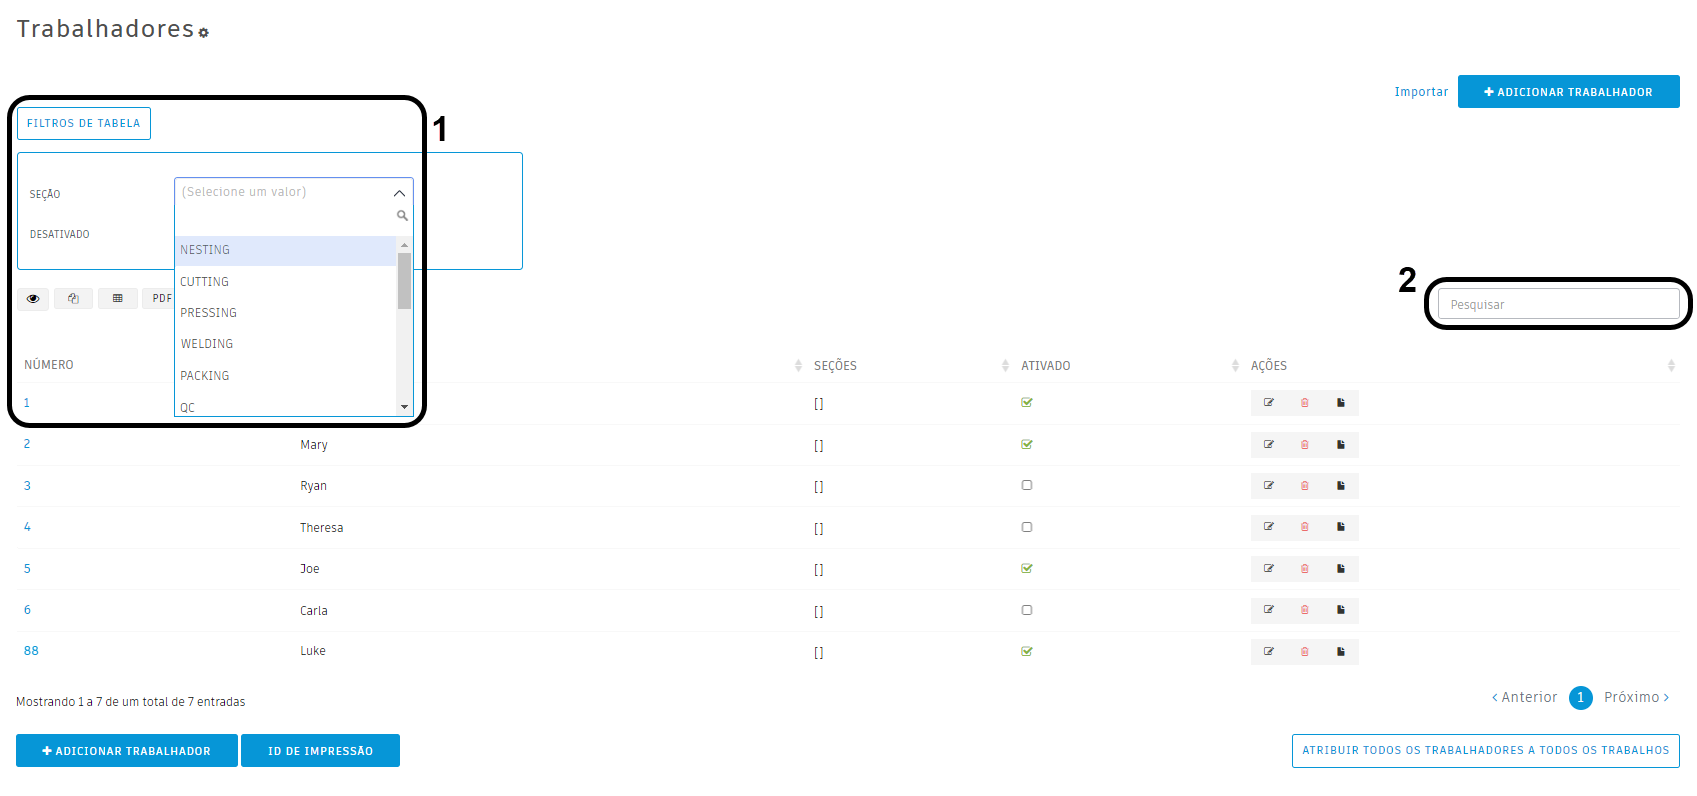 Trabalhadores
Importar
ADICIONAR TRABALHADOR
FILTROS DE TABELA
1
SEÇÃO
(Selecione um valor)
DESATIVADO
NESTING
CUTTING
PRESSING
WELDING
PACKING
QC
PDF
2
Pesquisar
NÚMERO SEÇÕES ATIVADO AÇÕES
1 []
2 Mary []
3 Ryan []
4 Theresa []
5 Joe []
6 Carla []
88 Luke []
Mostrando 1 a 7 de um total de 7 entradas
Anterior 1 Próximo
ADICIONAR TRABALHADOR
ID DE IMPRESSÃO
ATRIBUIR TODOS OS TRABALHADORES A TODOS OS TRABALHOS